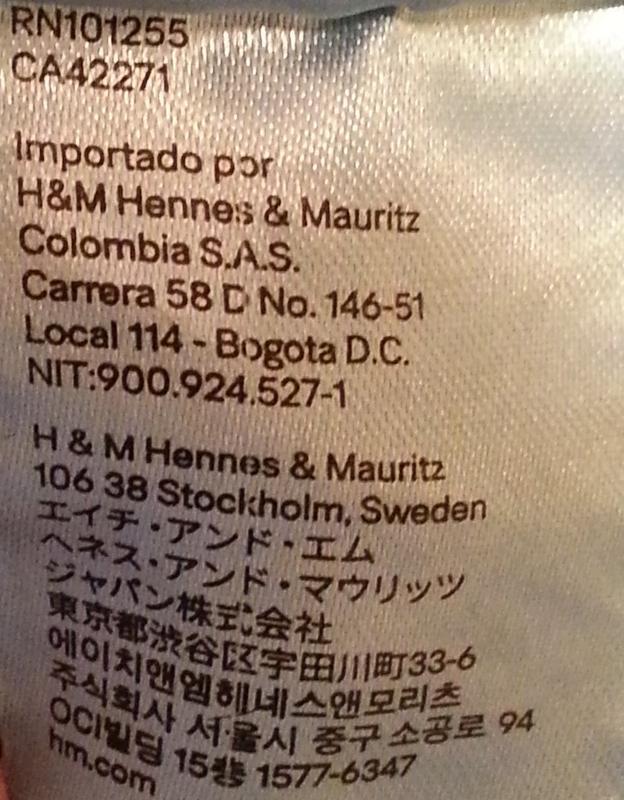 RN101255
CA42271
Importado por
H&M Hennes & Mauritz
Colombia S.A.S.
Carrera 58 D No. 146-51
Local 114 - Bogota D.C.
NIT:900.924.527-1
H & M Hennes & Mauritz
106 38 Stockholm, Sweden
エイチ・アンド・エム
ヘネス・アンド・マウリッツ
ジャパン株式会社
東京都渋谷区宇田川町33-6
에이치앤엠헤네스앤모리츠
주식회사 서울시 중구 소공로 94
OCI빌딩 15층 1577-6347
hm.com